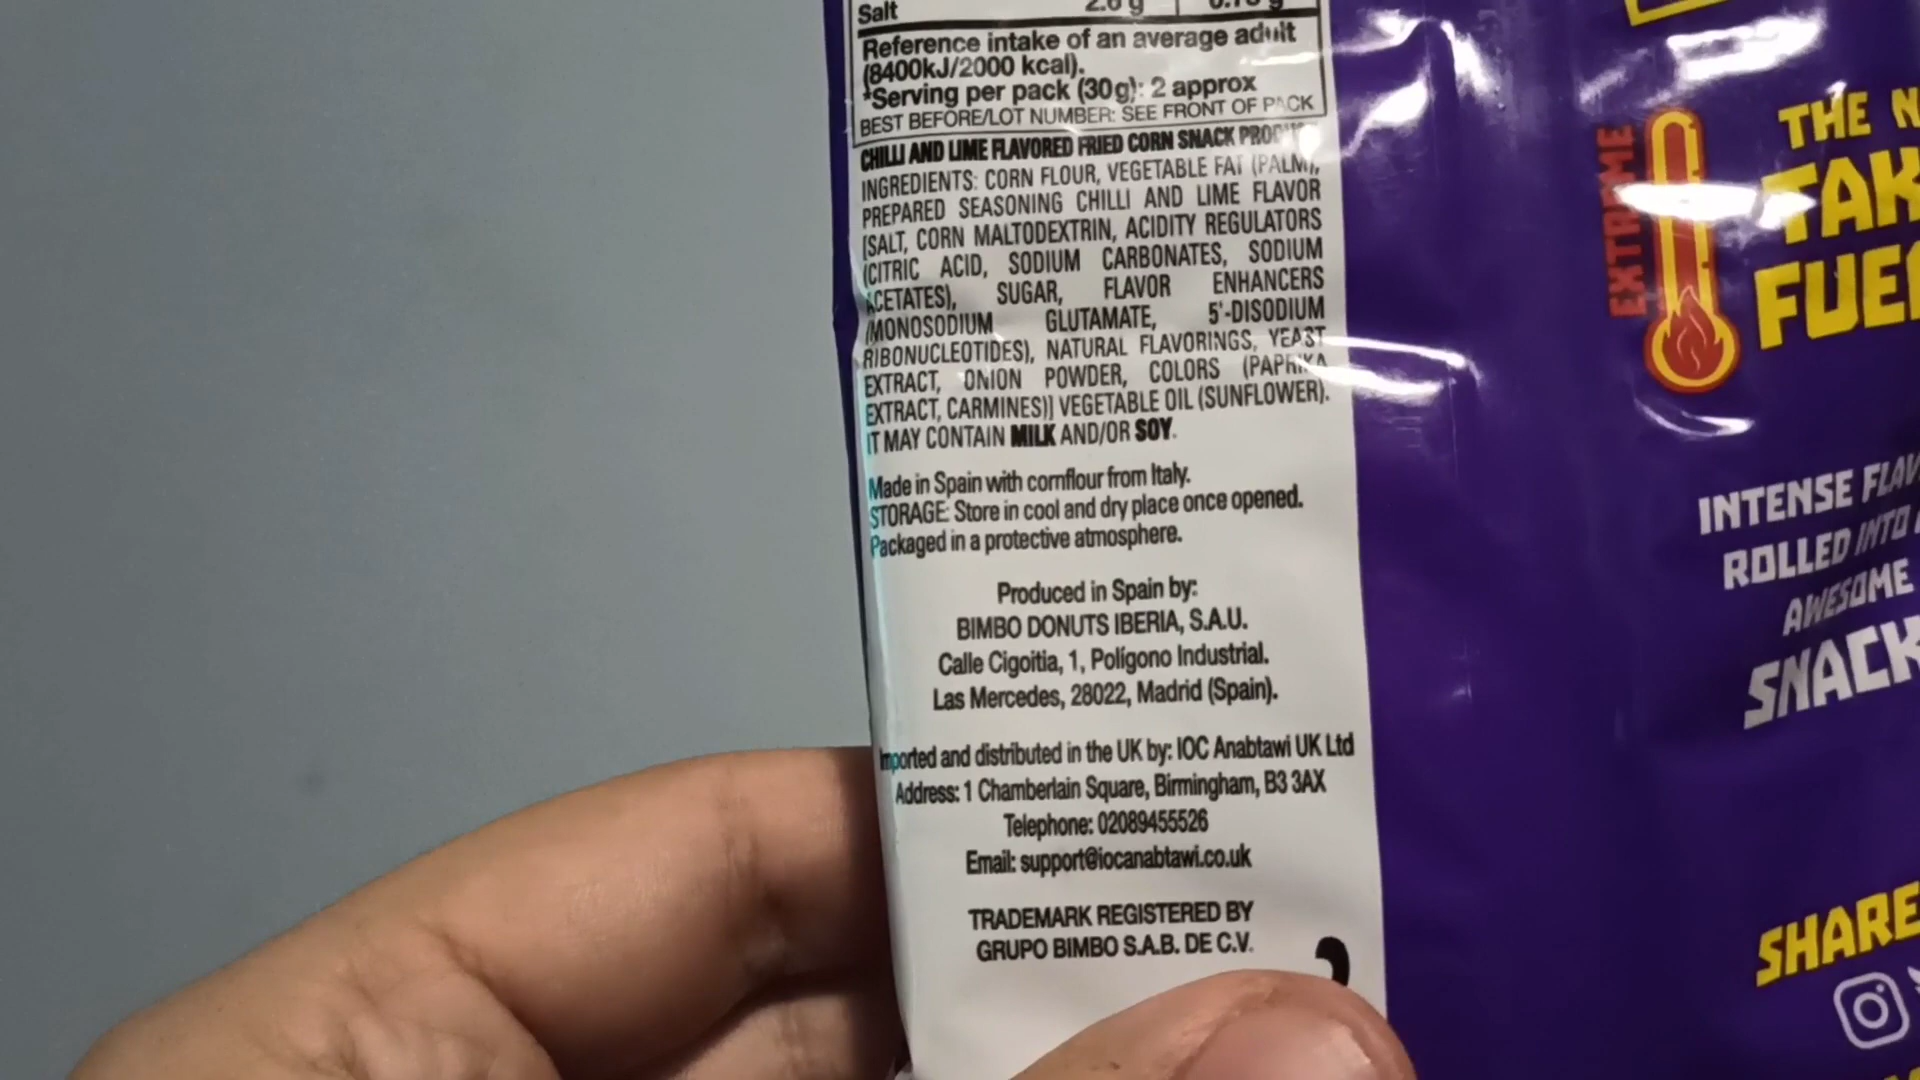 Salt 2.6 g
Reference intake of an average adult
(8400kJ/2000 kcal).
*Serving per pack (30g): 2 approx
BEST BEFORE/LOT NUMBER: SEE FRONT OF PACK
CHILLI AND LIME FLAVORED FRIED CORN SNACK
INGREDIENTS: CORN FLOUR, VEGETABLE FAT (PALM),
PREPARED SEASONING CHILLI AND LIME FLAVOR
[SALT, CORN MALTODEXTRIN, ACIDITY REGULATORS
(CITRIC ACID, SODIUM CARBONATES, SODIUM
ACETATES), SUGAR, FLAVOR ENHANCERS
(MONOSODIUM GLUTAMATE, 5'-DISODIUM
RIBONUCLEOTIDES), NATURAL FLAVORINGS, YEAST
EXTRACT, ONION POWDER, COLORS (PAPRIKA
EXTRACT, CARMINES)] VEGETABLE OIL (SUNFLOWER).
IT MAY CONTAIN MILK AND/OR SOY.
Made in Spain with cornflour from Italy.
STORAGE: Store in cool and dry place once opened.
Packaged in a protective atmosphere.
Produced in Spain by:
BIMBO DONUTS IBERIA, S.A.U.
Calle Cigoitia, 1, Polígono Industrial.
Las Mercedes, 28022, Madrid (Spain).
Imported and distributed in the UK by: IOC Anabtawi UK Ltd
Address: 1 Chamberlain Square, Birmingham, B3 3AX
Telephone: 02089455526
Email: support@iocanabtawi.co.uk
TRADEMARK REGISTERED BY
GRUPO BIMBO S.A.B. DE C.V.
EXTREME
THE
TAK
FUE
INTENSE FLAV
ROLLED INTO
AWESOME
SNACK
SHARE